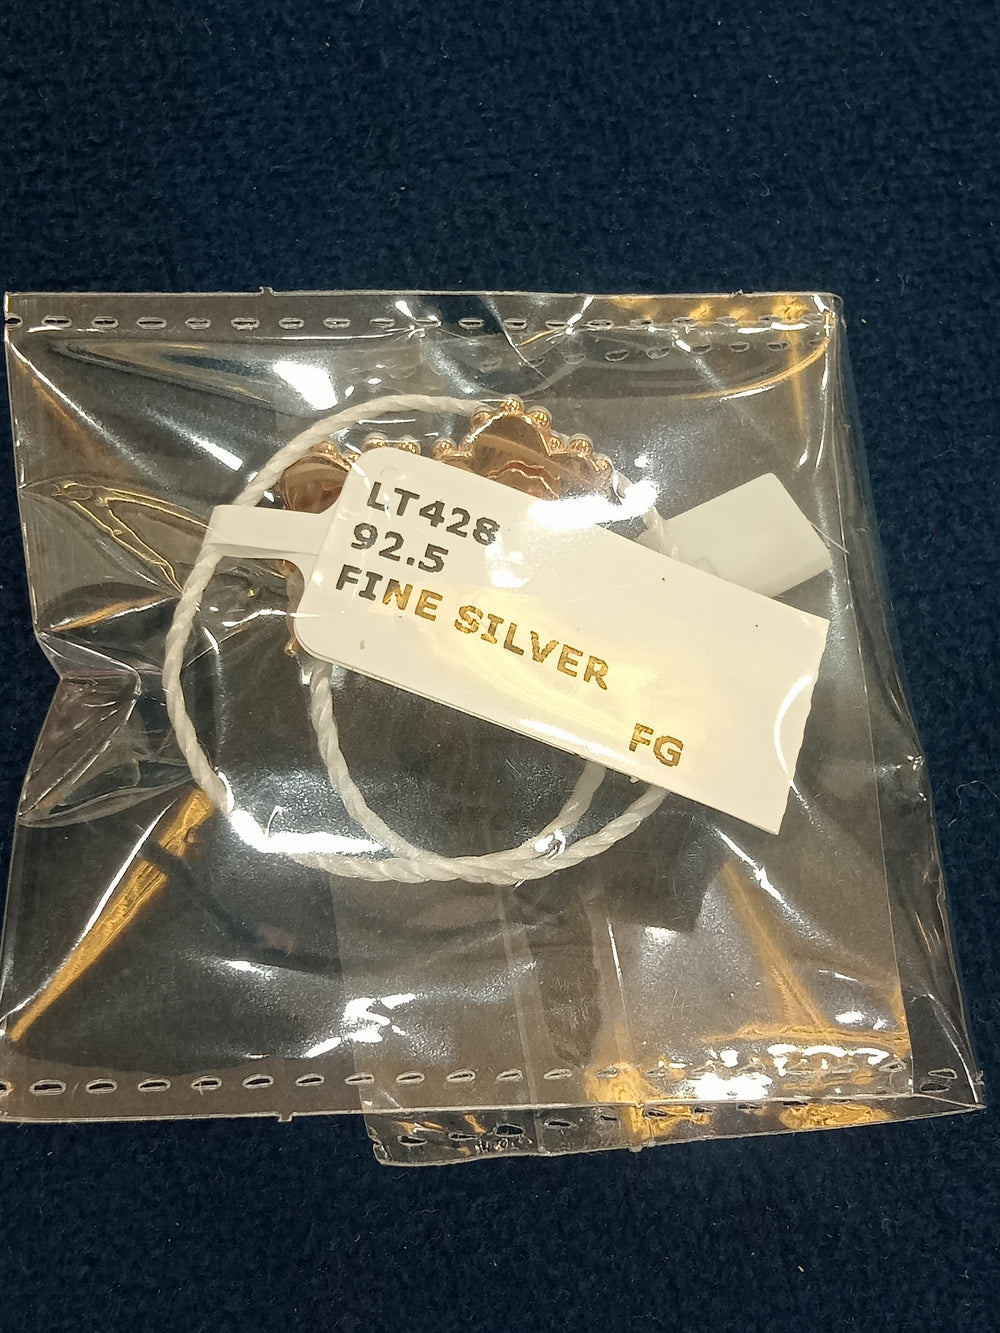 LT428
92.5
FINE SILVER
FG